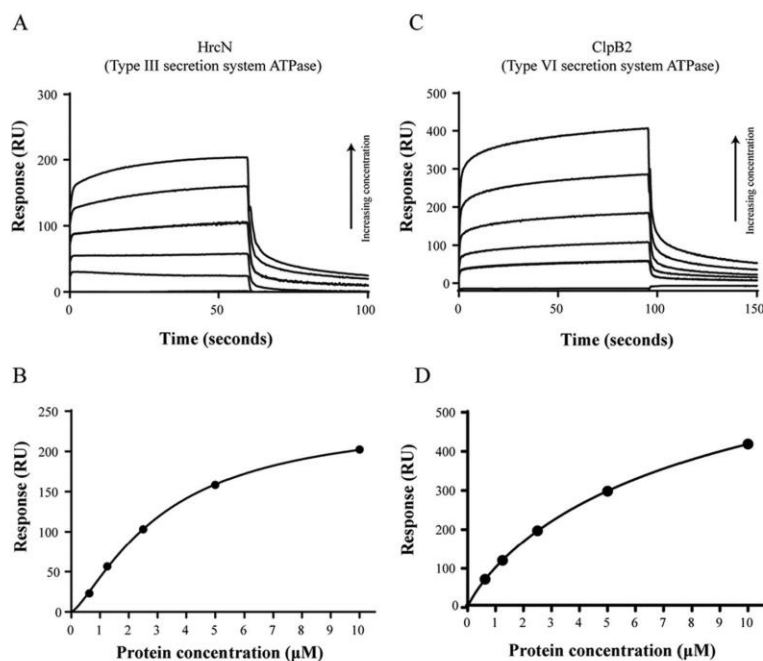 A
HrcN
(Type III secretion system ATPase)
300
200
100
0
0
50
100
Response (RU)
Time (seconds)
Increasing concentration
C
ClpB2
(Type VI secretion system ATPase)
500
400
300
200
100
0
0
50
100
150
Response (RU)
Time (seconds)
Increasing concentration
B
250
200
150
100
50
0
0 1 2 3 4 5 6 7 8 9 10
Response (RU)
Protein concentration (µM)
D
500
400
300
200
100
0
0 1 2 3 4 5 6 7 8 9 10
Response (RU)
Protein concentration (µM)